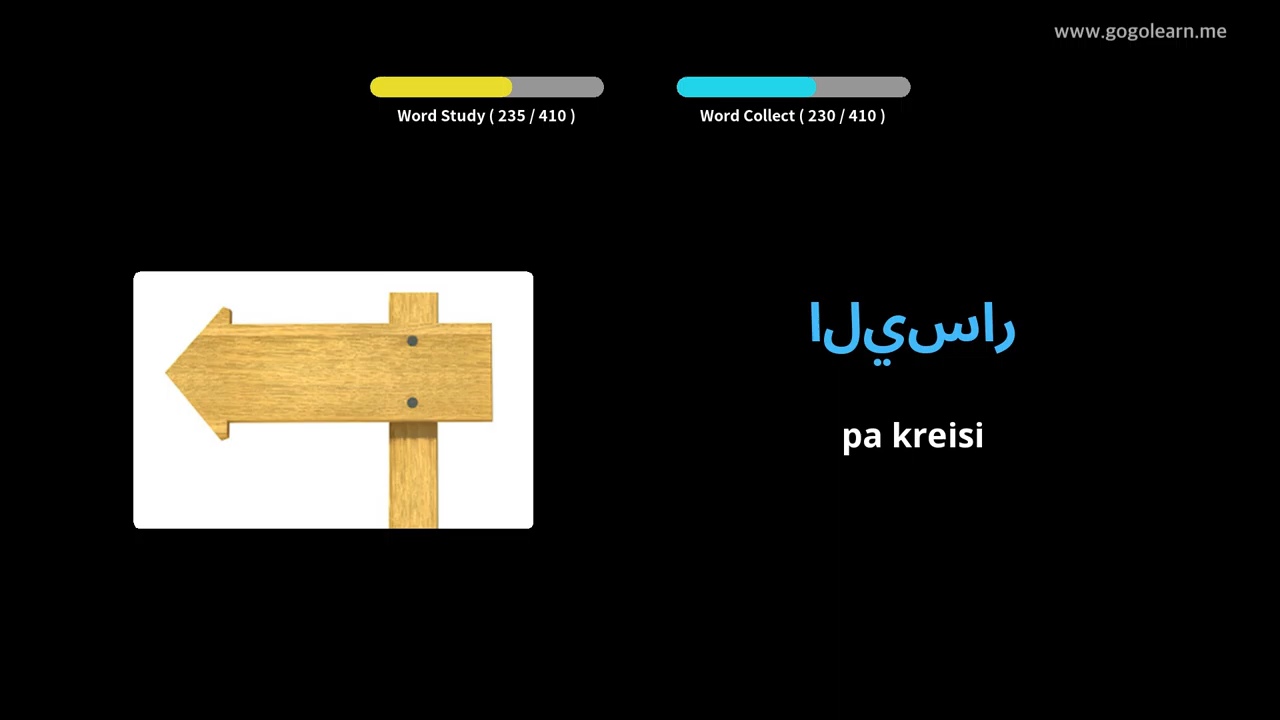 www.gogolearn.me
Word Study ( 235 / 410 )
Word Collect ( 230 / 410 )
اليسار
pa kreisi